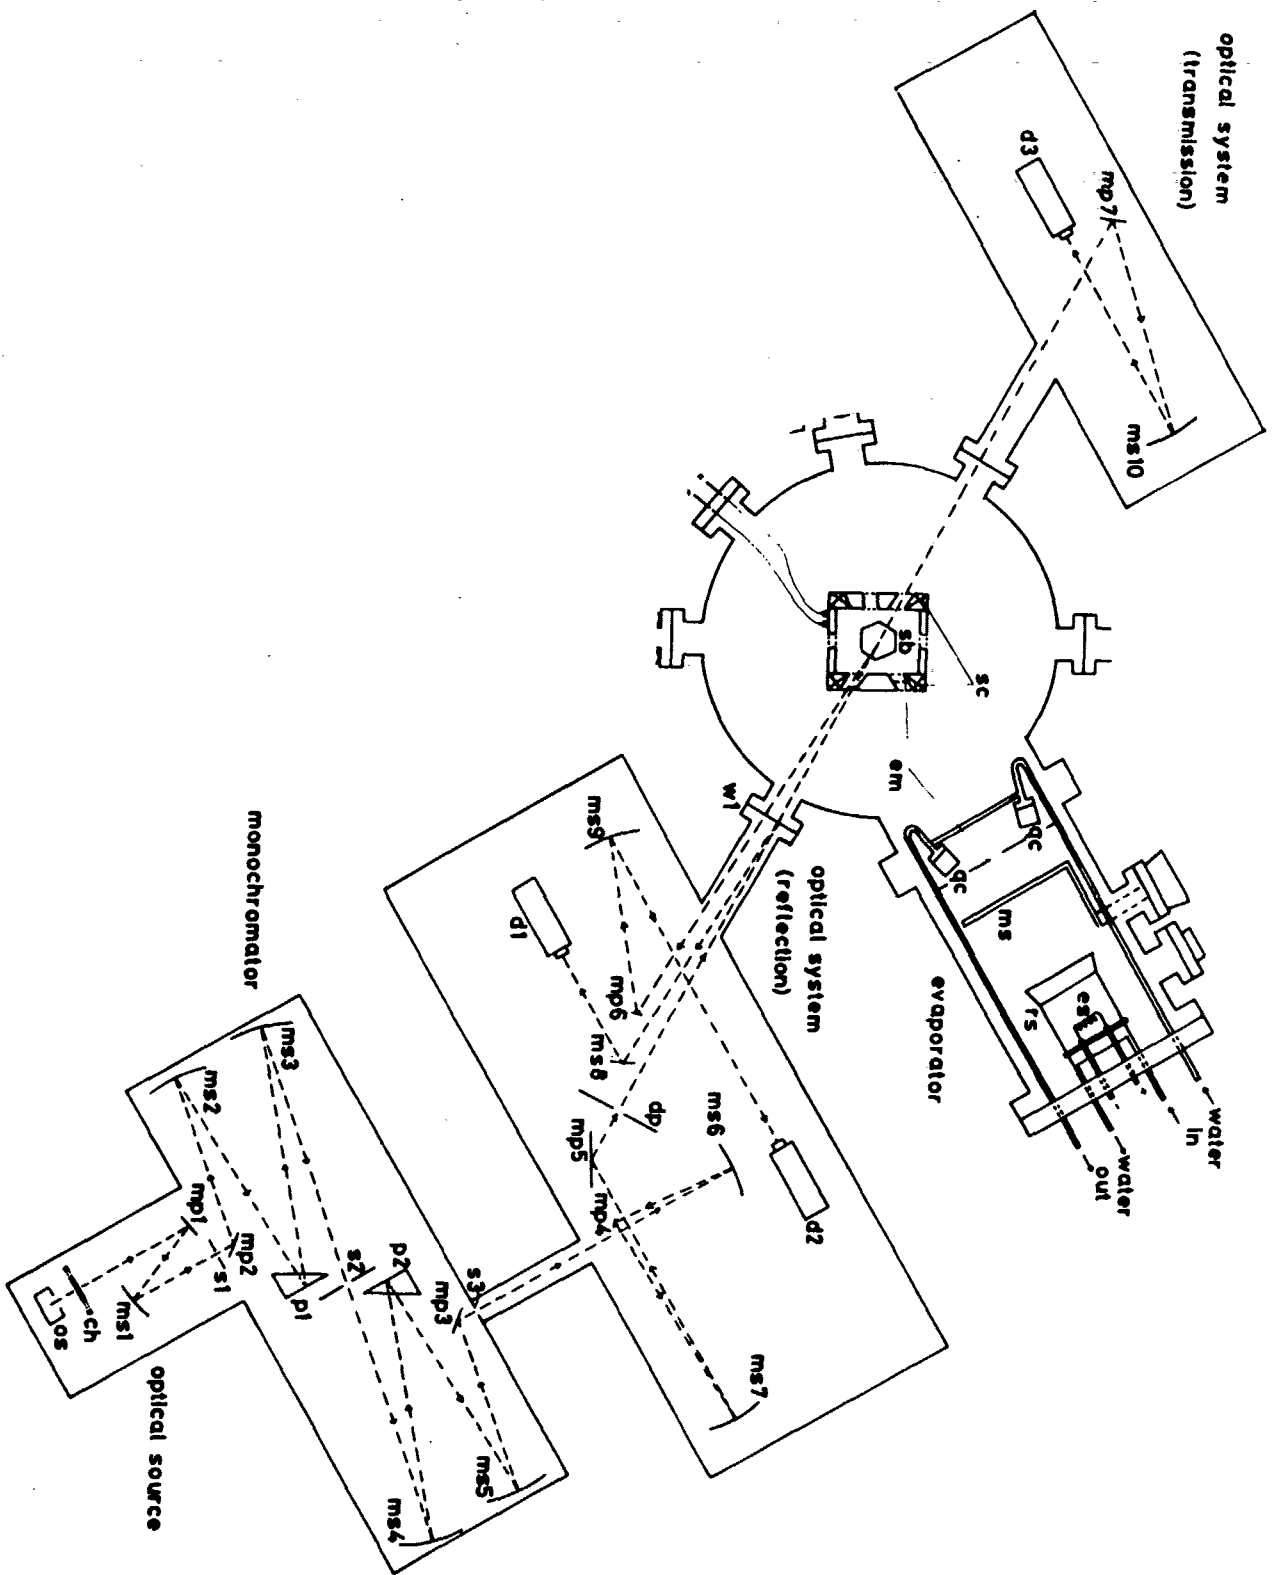 optical system
(transmission)
d3
mp7
ms10
sb
sc
em
w1
qc
qc
ms
rs
es
evaporator
water
in
water
out
optical system
(reflection)
ms9
d1
mp6
ms8
dp
ms6
mp5
mp4
d2
ms7
monochromator
ms3
ms2
mp1
s1
mp2
p1
s2
p2
mp3
s3
ms5
ms4
ms1
ch
os
optical source